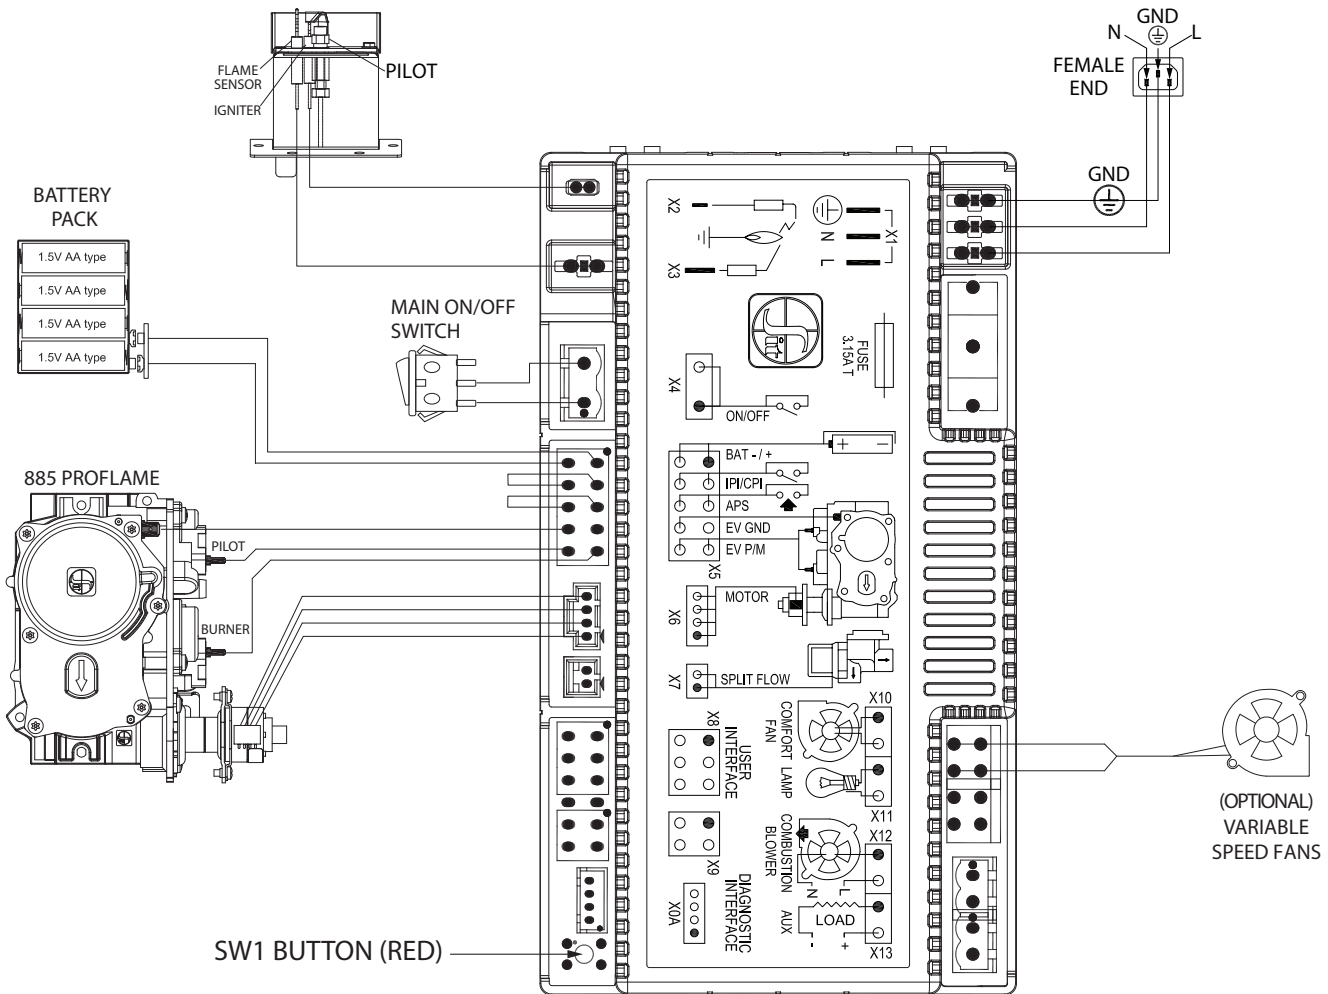 FLAME
SENSOR
IGNITER
PILOT
N
GND
L
FEMALE
END
GND
BATTERY
PACK
1.5V AA type
1.5V AA type
1.5V AA type
1.5V AA type
MAIN ON/OFF
SWITCH
885 PROFLAME
PILOT
BURNER
SW1 BUTTON (RED)
X2
X3
N
L
X1
FUSE
3.15A T
X4
ON/OFF
BAT - / +
IPI/CPI
APS
EV GND
EV P/M
X5
MOTOR
X6
SPLIT FLOW
X7
X8
USER
INTERFACE
COMFORT
FAN
X10
LAMP
X11
X9
COMBUSTION
BLOWER
X12
N
L
DIAGNOSTIC
INTERFACE
X0A
AUX
LOAD
- +
X13
(OPTIONAL)
VARIABLE
SPEED FANS